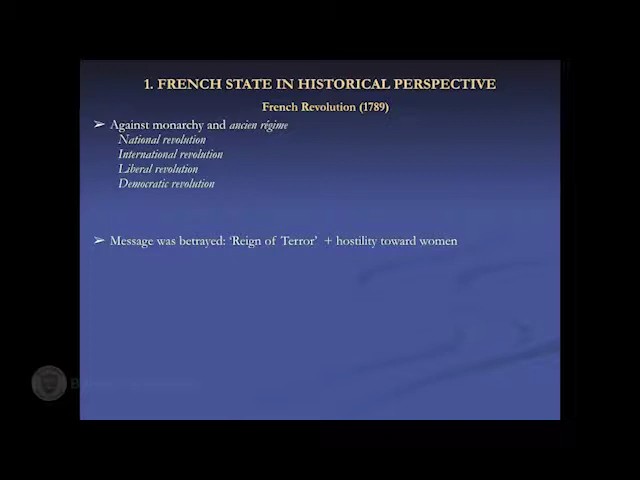 1. FRENCH STATE IN HISTORICAL PERSPECTIVE
French Revolution (1789)
➢ Against monarchy and ancien régime
National revolution
International revolution
Liberal revolution
Democratic revolution
➢ Message was betrayed: ‘Reign of Terror’ + hostility toward women